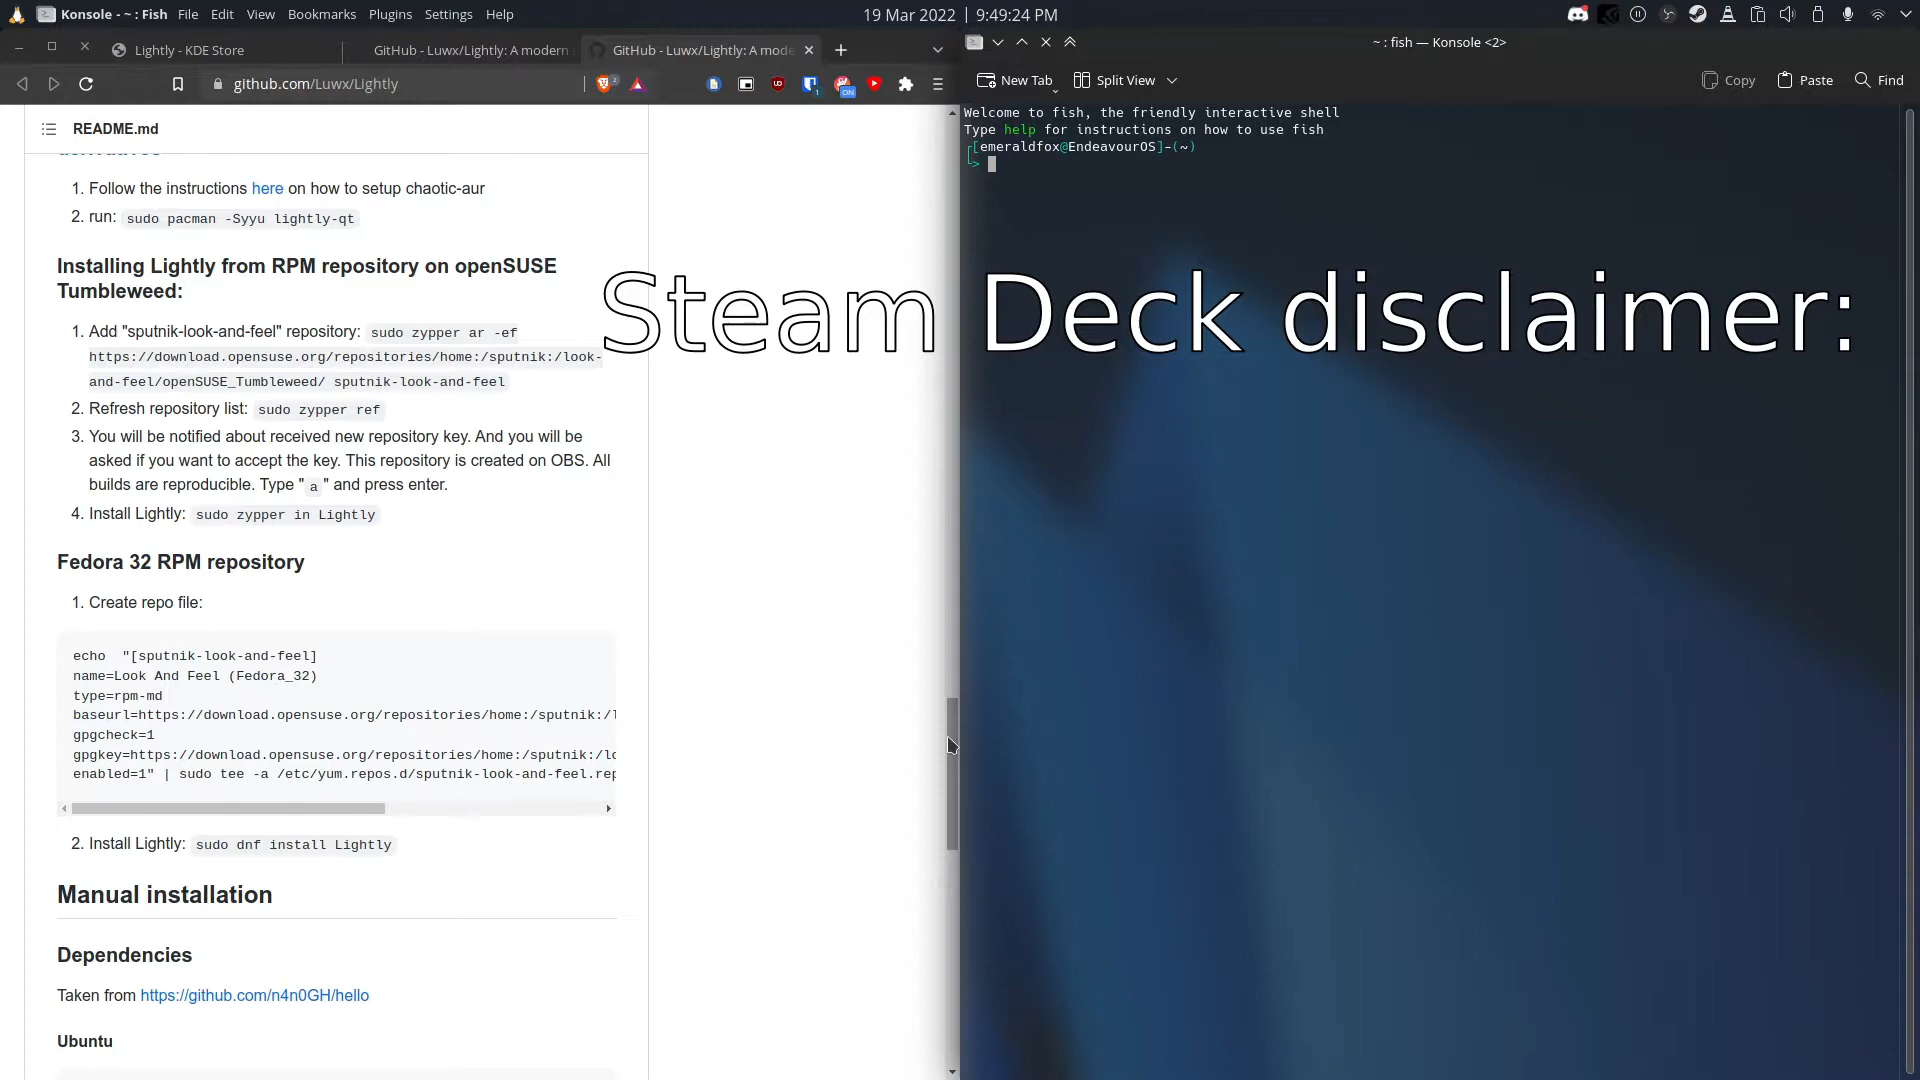 Konsole - ~ : Fish File Edit View Bookmarks Plugins Settings Help
19 Mar 2022 | 9:49:24 PM
Lightly - KDE Store
GitHub - Luwx/Lightly: A modern
GitHub - Luwx/Lightly: A mode
github.com/Luwx/Lightly
ON
README.md
1. Follow the instructions here on how to setup chaotic-aur
2. run: sudo pacman -Syyu lightly-qt
Installing Lightly from RPM repository on openSUSE
Tumbleweed:
1. Add "sputnik-look-and-feel" repository: sudo zypper ar -ef
https://download.opensuse.org/repositories/home:/sputnik:/look-
and-feel/openSUSE_Tumbleweed/ sputnik-look-and-feel
2. Refresh repository list: sudo zypper ref
3. You will be notified about received new repository key. And you will be
asked if you want to accept the key. This repository is created on OBS. All
builds are reproducible. Type " a " and press enter.
4. Install Lightly: sudo zypper in Lightly
Fedora 32 RPM repository
1. Create repo file:
echo  "[sputnik-look-and-feel]
name=Look And Feel (Fedora_32)
type=rpm-md
baseurl=https://download.opensuse.org/repositories/home:/sputnik:/l
gpgcheck=1
gpgkey=https://download.opensuse.org/repositories/home:/sputnik:/lo
enabled=1" | sudo tee -a /etc/yum.repos.d/sputnik-look-and-feel.rep
2. Install Lightly: sudo dnf install Lightly
Manual installation
Dependencies
Taken from https://github.com/n4n0GH/hello
Ubuntu
~ : fish — Konsole <2>
New Tab Split View Copy Paste Find
Welcome to fish, the friendly interactive shell
Type help for instructions on how to use fish
[emeraldfox@EndeavourOS]-(~)
>
Steam Deck disclaimer: